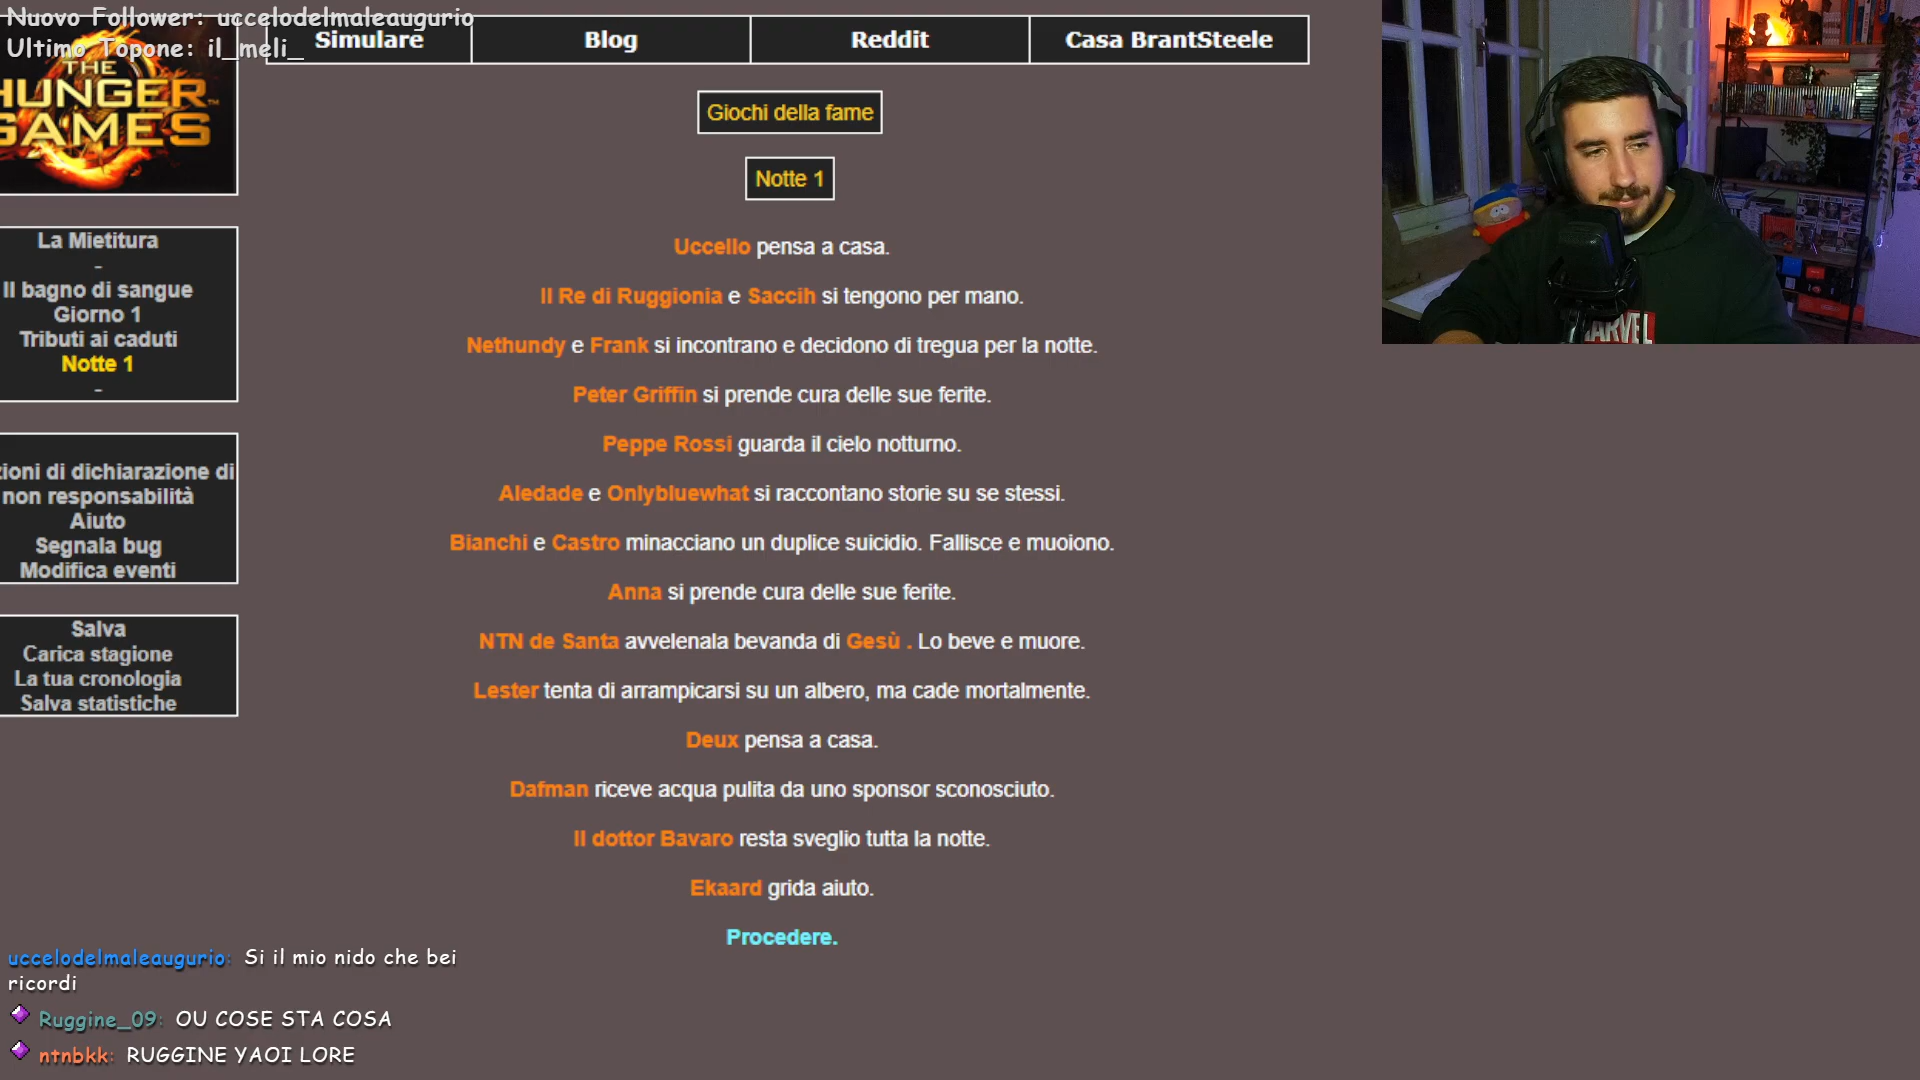 Nuovo Follower: uccelodelmaleaugurio
Ultimo Topone: il_meli_
Simulare
Blog
Reddit
Casa BrantSteele
THE
HUNGER
GAMES
Giochi della fame
Notte 1
La Mietitura
-
Il bagno di sangue
Giorno 1
Tributi ai caduti
Notte 1
-
zioni di dichiarazione di
non responsabilità
Aiuto
Segnala bug
Modifica eventi
Salva
Carica stagione
La tua cronologia
Salva statistiche
Uccello pensa a casa.
Il Re di Ruggionia e Saccih si tengono per mano.
Nethundy e Frank si incontrano e decidono di tregua per la notte.
Peter Griffin si prende cura delle sue ferite.
Peppe Rossi guarda il cielo notturno.
Aledade e Onlybluewhat si raccontano storie su se stessi.
Bianchi e Castro minacciano un duplice suicidio. Fallisce e muoiono.
Anna si prende cura delle sue ferite.
NTN de Santa avvelenala bevanda di Gesù . Lo beve e muore.
Lester tenta di arrampicarsi su un albero, ma cade mortalmente.
Deux pensa a casa.
Dafman riceve acqua pulita da uno sponsor sconosciuto.
Il dottor Bavaro resta sveglio tutta la notte.
Ekaard grida aiuto.
Procedere.
uccelodelmaleaugurio: Si il mio nido che bei
ricordi
Ruggine_09: OU COSE STA COSA
ntnbkk: RUGGINE YAOI LORE
MARVEL